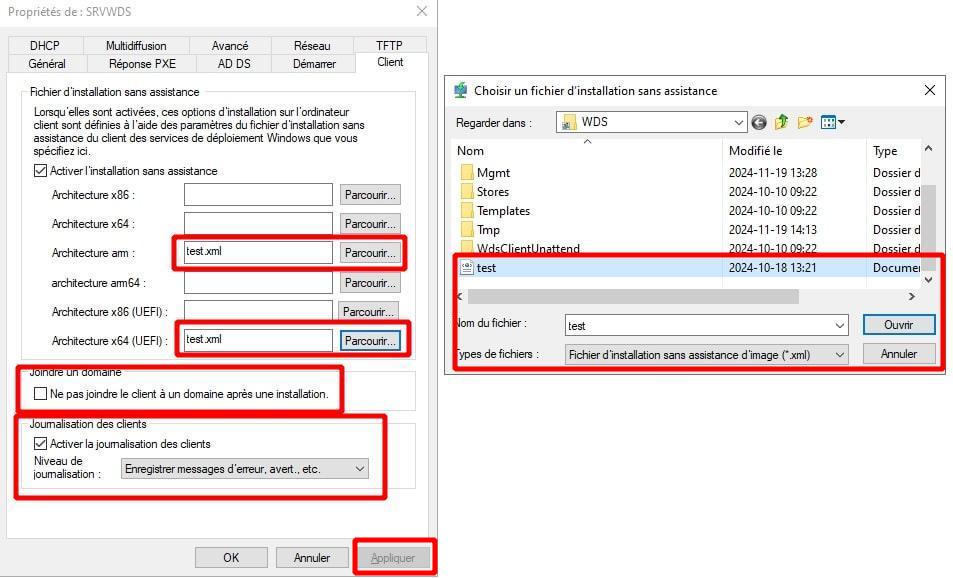 Propriétés de : SRVWDS
DHCP Multidiffusion Avancé Réseau TFTP
Général Réponse PXE AD DS Démarrer Client
Fichier d'installation sans assistance
Lorsqu'elles sont activées, ces options d'installation sur l'ordinateur
client sont définies à l'aide des paramètres du fichier d'installation sans
assistance du client des services de déploiement Windows que vous
spécifiez ici.
Activer l'installation sans assistance
Architecture x86 : Parcourir...
Architecture x64 : Parcourir...
Architecture arm : test.xml Parcourir...
architecture arm64 : Parcourir...
Architecture x86 (UEFI) : Parcourir...
Architecture x64 (UEFI) : test.xml Parcourir...
Joindre un domaine
Ne pas joindre le client à un domaine après une installation.
Journalisation des clients
Activer la journalisation des clients
Niveau de
journalisation : Enregistrer messages d'erreur, avert., etc.
OK Annuler Appliquer
Choisir un fichier d'installation sans assistance
Regarder dans : WDS
Nom Modifié le Type
Mgmt 2024-11-19 13:28 Dossier d
Stores 2024-10-10 09:22 Dossier d
Templates 2024-10-10 09:22 Dossier d
Tmp 2024-11-19 14:13 Dossier d
WdsClientUnattend 2024-10-10 09:22 Dossier d
test 2024-10-18 13:21 Docume
Nom du fichier : test Ouvrir
Types de fichiers : Fichier d'installation sans assistance d'image (*.xml) Annuler